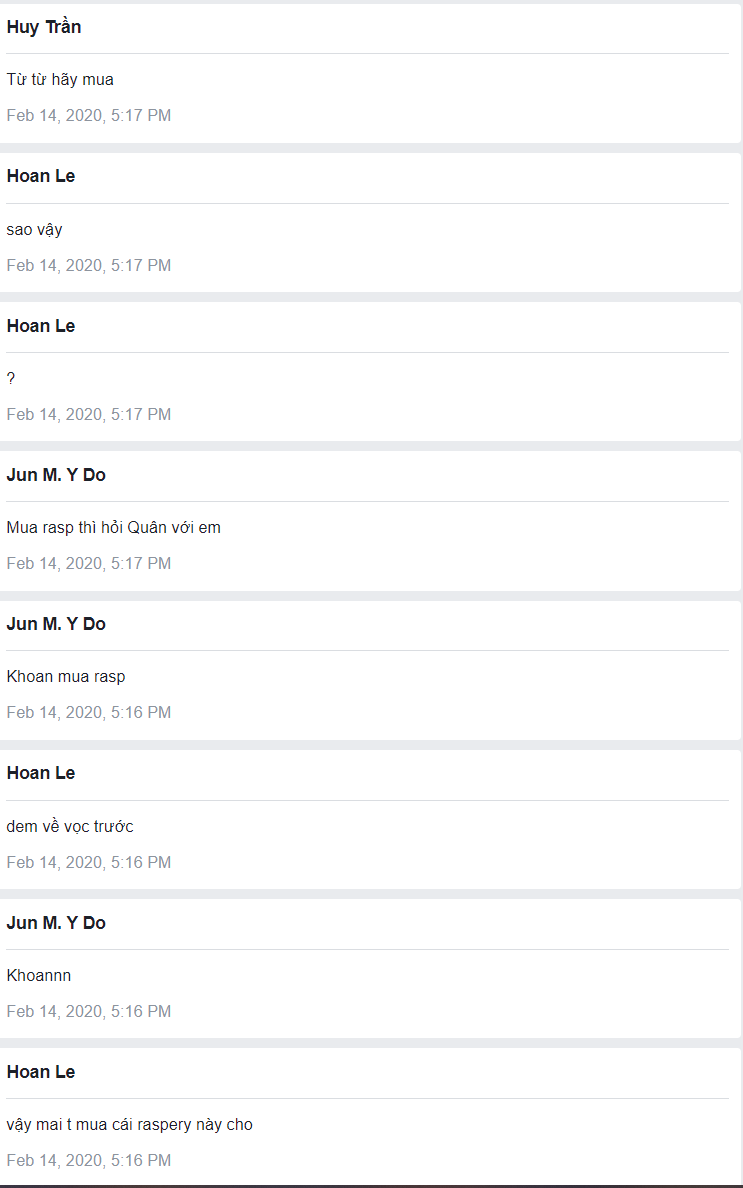 Huy Trần
Từ từ hãy mua
Feb 14, 2020, 5:17 PM
Hoan Le
sao vậy
Feb 14, 2020, 5:17 PM
Hoan Le
?
Feb 14, 2020, 5:17 PM
Jun M. Y Do
Mua rasp thì hỏi Quân với em
Feb 14, 2020, 5:17 PM
Jun M. Y Do
Khoan mua rasp
Feb 14, 2020, 5:16 PM
Hoan Le
dem về vọc trước
Feb 14, 2020, 5:16 PM
Jun M. Y Do
Khoannn
Feb 14, 2020, 5:16 PM
Hoan Le
vậy mai t mua cái raspery này cho
Feb 14, 2020, 5:16 PM